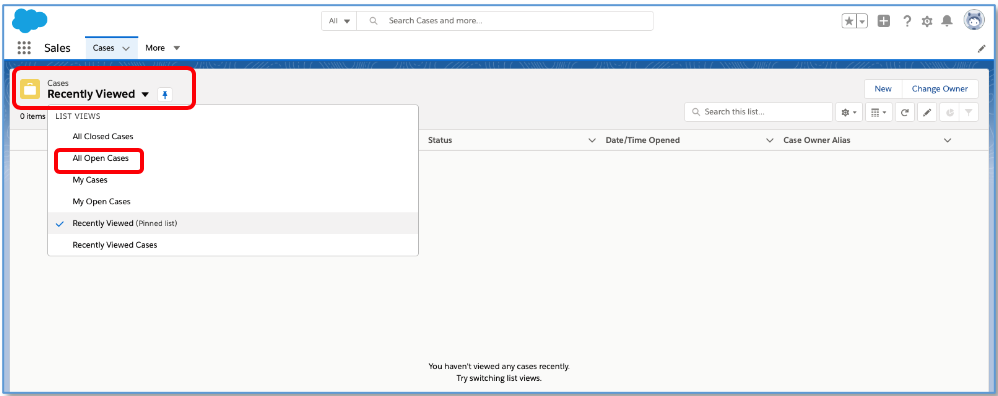 All Search Cases and more...
Sales Cases More
Cases
Recently Viewed
New Change Owner
0 items
Search this list...
LIST VIEWS
All Closed Cases
All Open Cases
My Cases
My Open Cases
Recently Viewed (Pinned list)
Recently Viewed Cases
Status Date/Time Opened Case Owner Alias
You haven't viewed any cases recently.
Try switching list views.